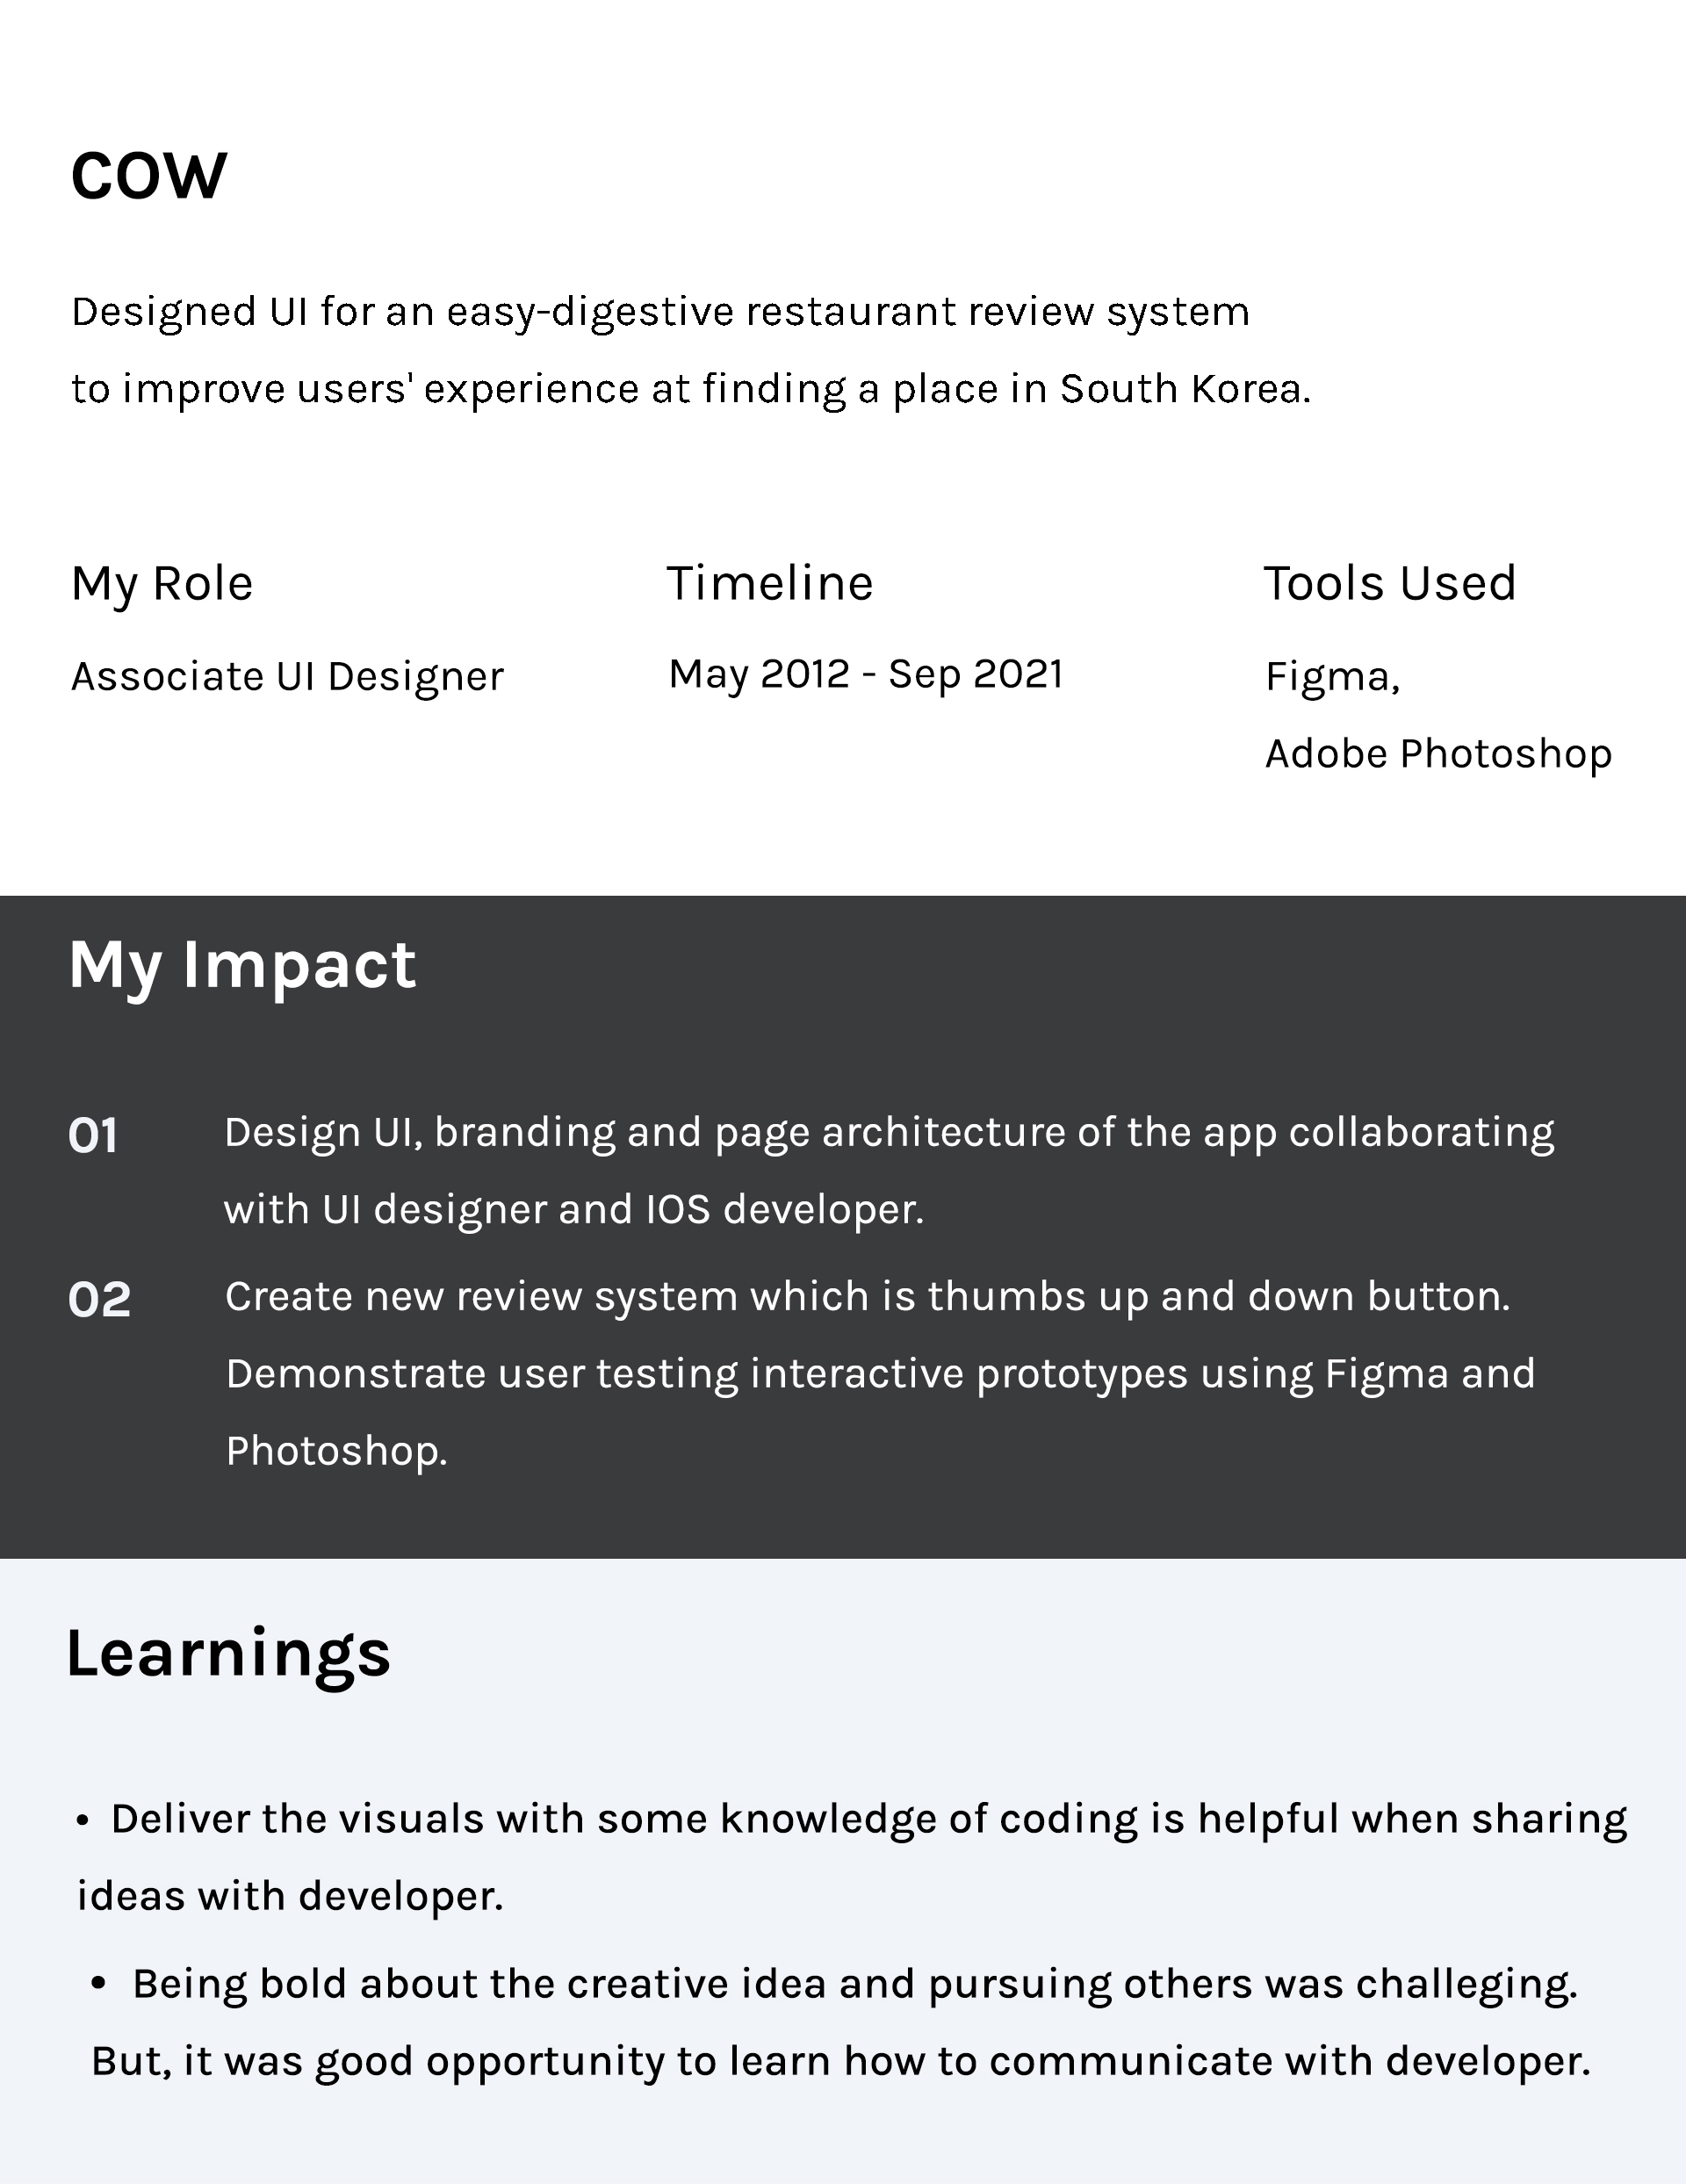 COW
Designed UI for an easy-digestive restaurant review system
to improve users' experience at finding a place in South Korea.
My Role
Associate UI Designer
Timeline
May 2012 - Sep 2021
Tools Used
Figma,
Adobe Photoshop
My Impact
01
Design UI, branding and page architecture of the app collaborating
with UI designer and IOS developer.
02
Create new review system which is thumbs up and down button.
Demonstrate user testing interactive prototypes using Figma and
Photoshop.
Learnings
• Deliver the visuals with some knowledge of coding is helpful when sharing
ideas with developer.
• Being bold about the creative idea and pursuing others was challeging.
But, it was good opportunity to learn how to communicate with developer.